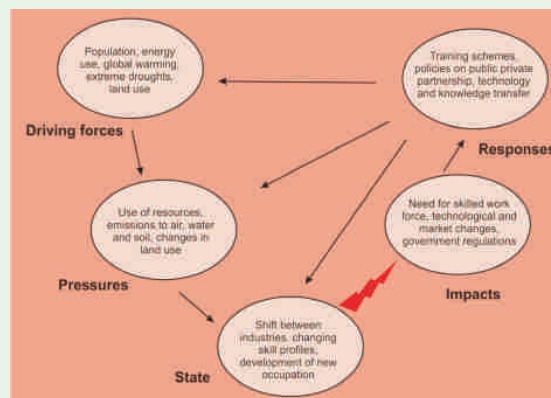 Population, energy
use, global warming,
extreme droughts,
land use
Driving forces
Training schemes,
policies on public private
partnership, technology
and knowledge transfer
Responses
Use of resources,
emissions to air, water
and soil, changes in
land use
Pressures
Need for skilled work
force, technological and
market changes,
government regulations
Impacts
Shift between
industries, changing
skill profiles,
development of new
occupation
State